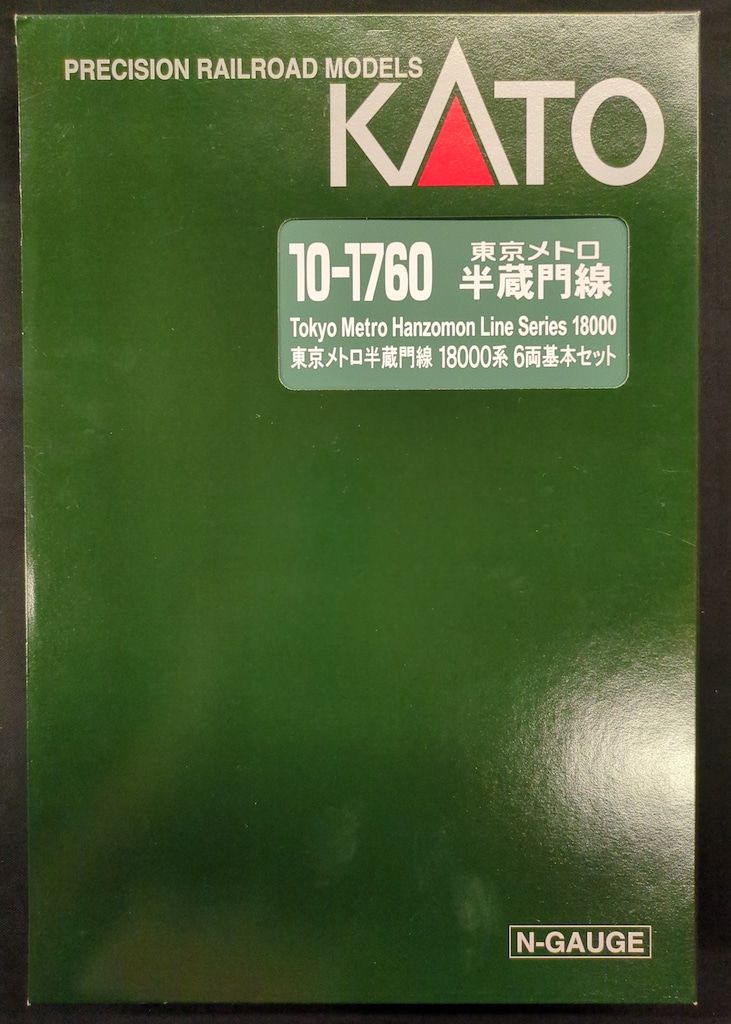 PRECISION RAILROAD MODELS
KATO
10-1760
東京メトロ
半蔵門線
Tokyo Metro Hanzomon Line Series 18000
東京メトロ半蔵門線 18000系 6両基本セット
N-GAUGE